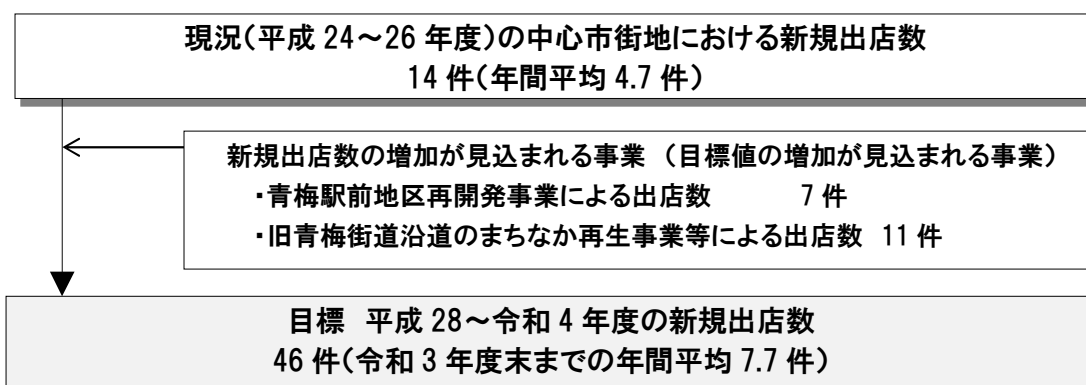 現況（平成 24～26 年度）の中心市街地における新規出店数
14 件（年間平均 4.7 件）
新規出店数の増加が見込まれる事業 （目標値の増加が見込まれる事業）
・青梅駅前地区再開発事業による出店数 7 件
・旧青梅街道沿道のまちなか再生事業等による出店数 11 件
目標 平成 28～令和 4 年度の新規出店数
46 件（令和 3 年度末までの年間平均 7.7 件）